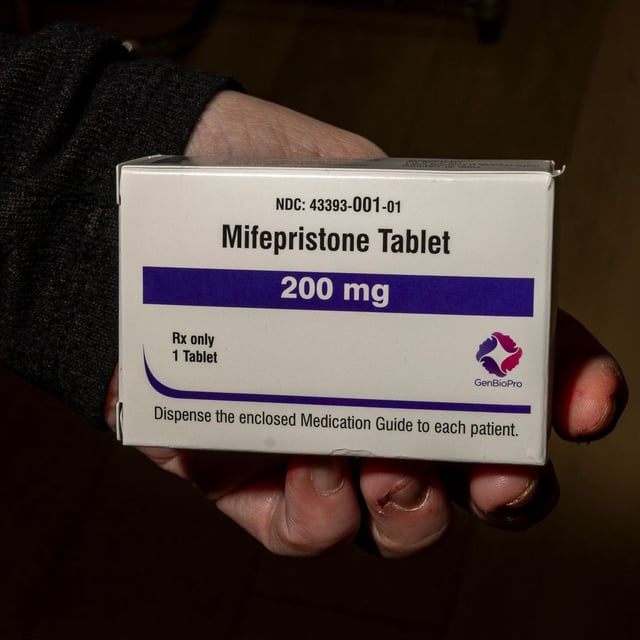 NDC: 43393-001-01
Mifepristone Tablet
200 mg
Rx only
1 Tablet
GenBioPro
Dispense the enclosed Medication Guide to each patient.